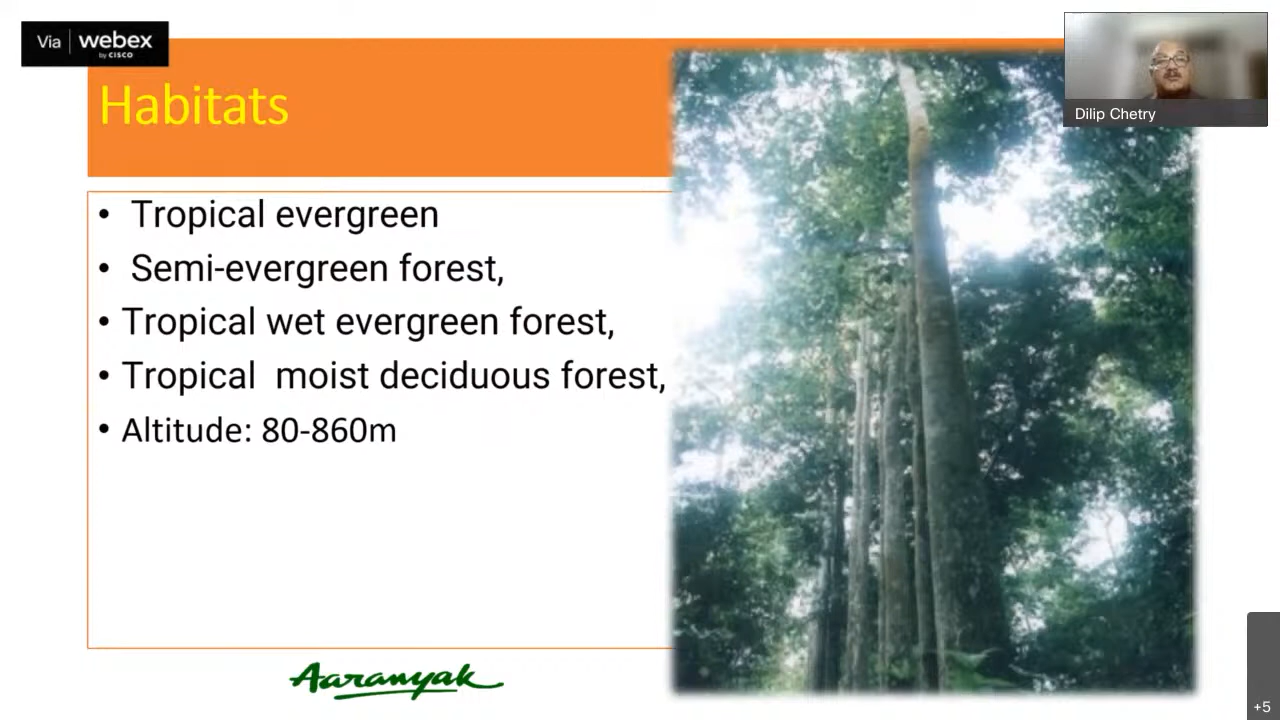 Via webex
by CISCO
Habitats
Dilip Chetry
• Tropical evergreen
• Semi-evergreen forest,
• Tropical wet evergreen forest,
• Tropical moist deciduous forest,
• Altitude: 80-860m
Aaranyak
+5